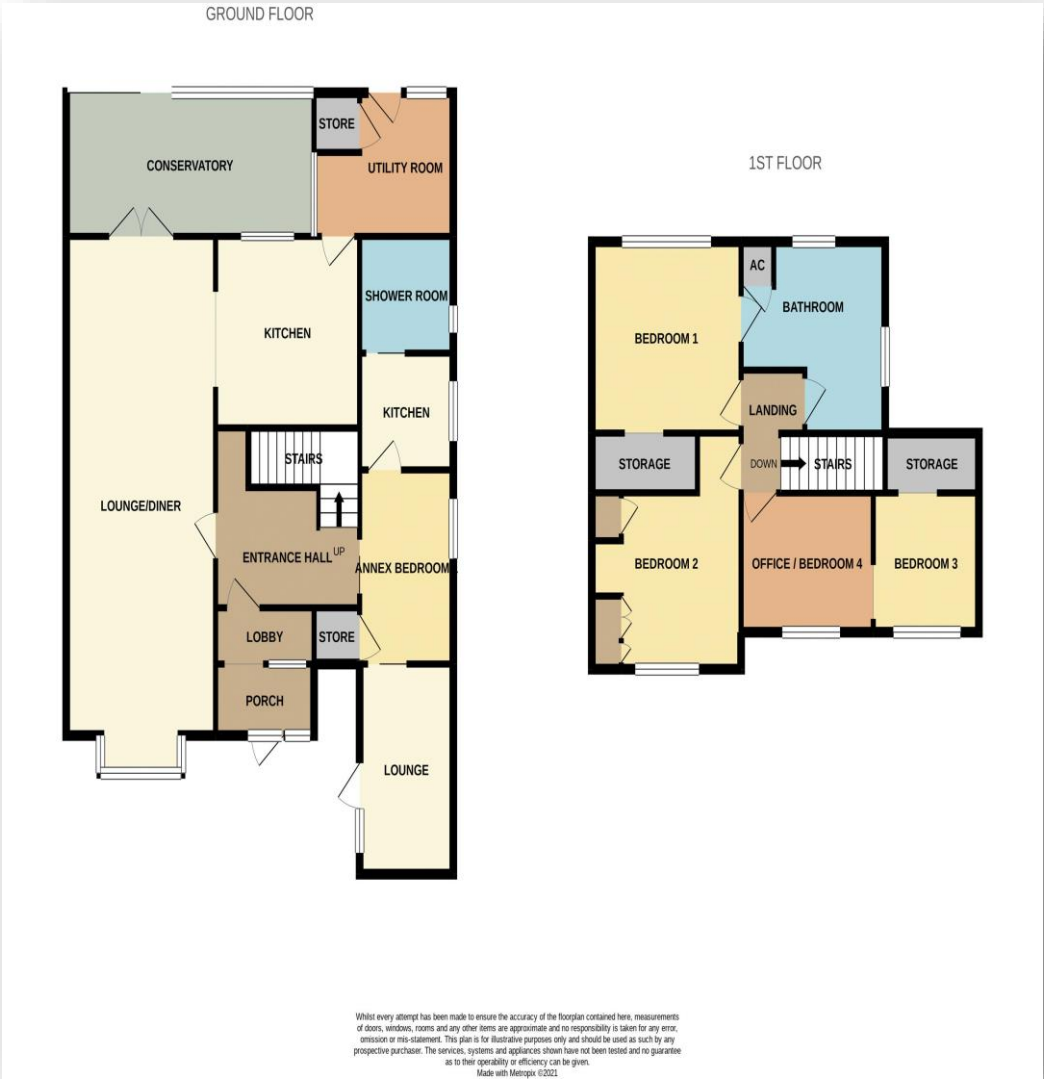 GROUND FLOOR
STORE
CONSERVATORY
UTILITY ROOM
SHOWER ROOM
KITCHEN
KITCHEN
STAIRS
LOUNGE/DINER
ENTRANCE HALL
UP
ANNEX BEDROOM
LOBBY
STORE
PORCH
LOUNGE
1ST FLOOR
AC
BATHROOM
BEDROOM 1
LANDING
STORAGE
DOWN
STAIRS
STORAGE
BEDROOM 2
OFFICE / BEDROOM 4
BEDROOM 3
Whilst every attempt has been made to ensure the accuracy of the floorplan contained here, measurements
of doors, windows, rooms and any other items are approximate and no responsibility is taken for any error,
omission or mis-statement. This plan is for illustrative purposes only and should be used as such by any
prospective purchaser. The services, systems and appliances shown have not been tested and no guarantee
as to their operability or efficiency can be given.
Made with Metropix ©2021